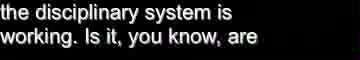 the disciplinary system is
working. Is it, you know, are